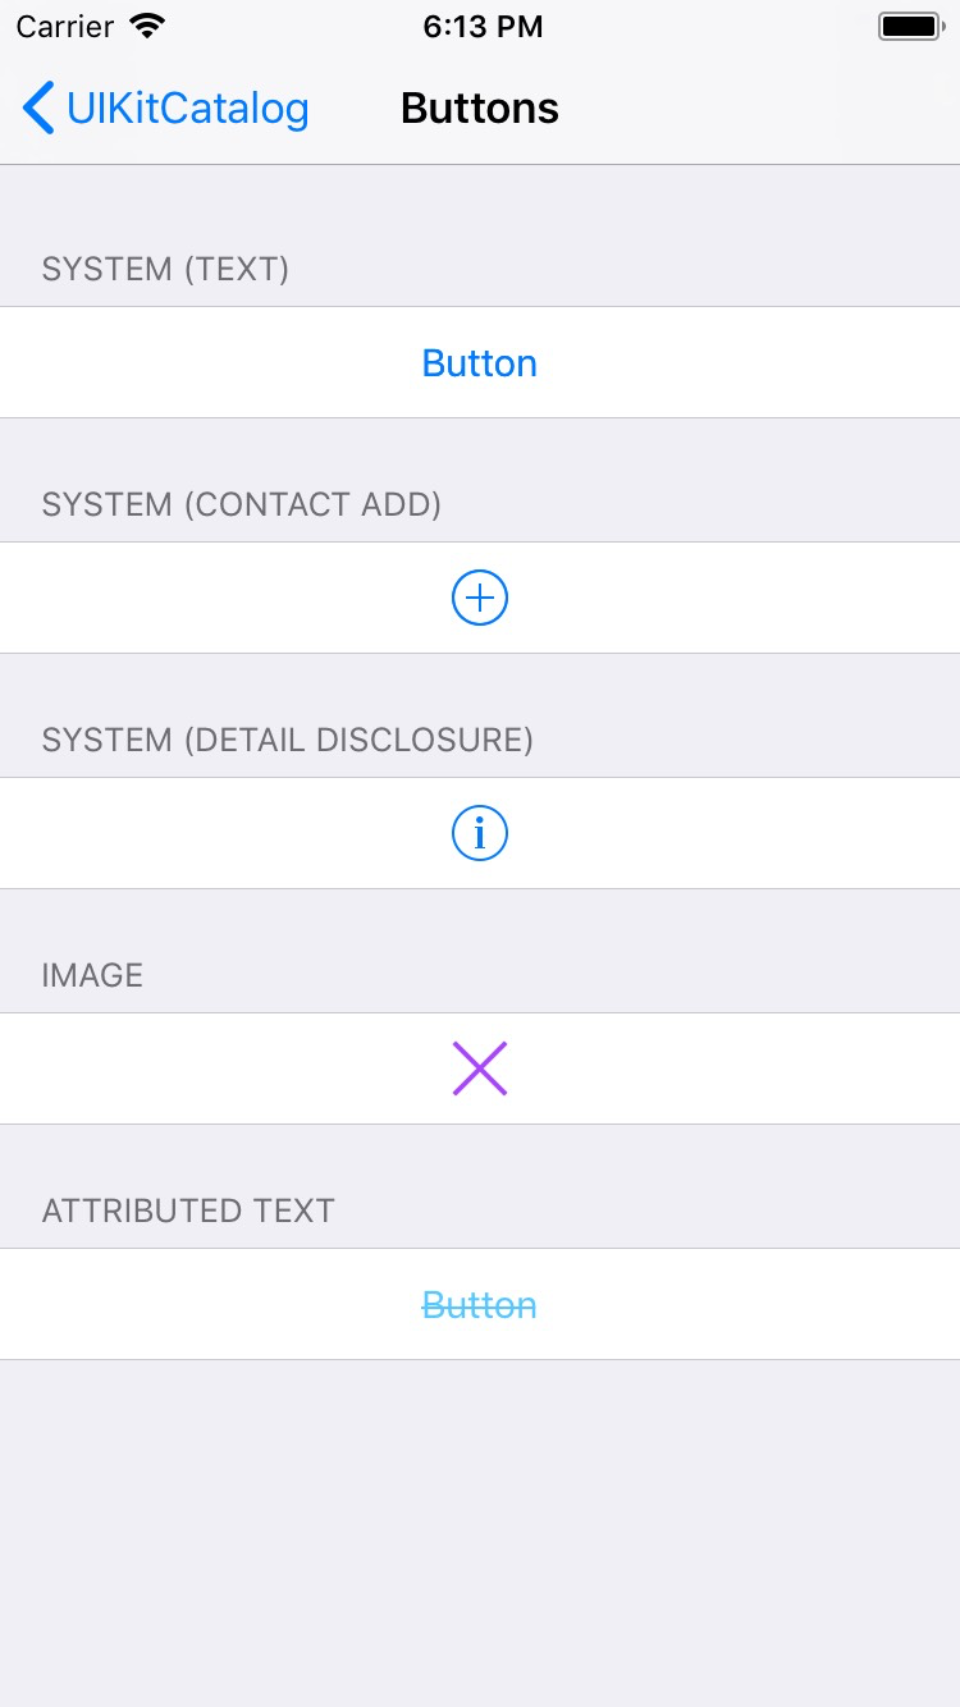 Carrier 6:13 PM
UIKitCatalog Buttons
SYSTEM (TEXT)
Button
SYSTEM (CONTACT ADD)
SYSTEM (DETAIL DISCLOSURE)
IMAGE
ATTRIBUTED TEXT
Button